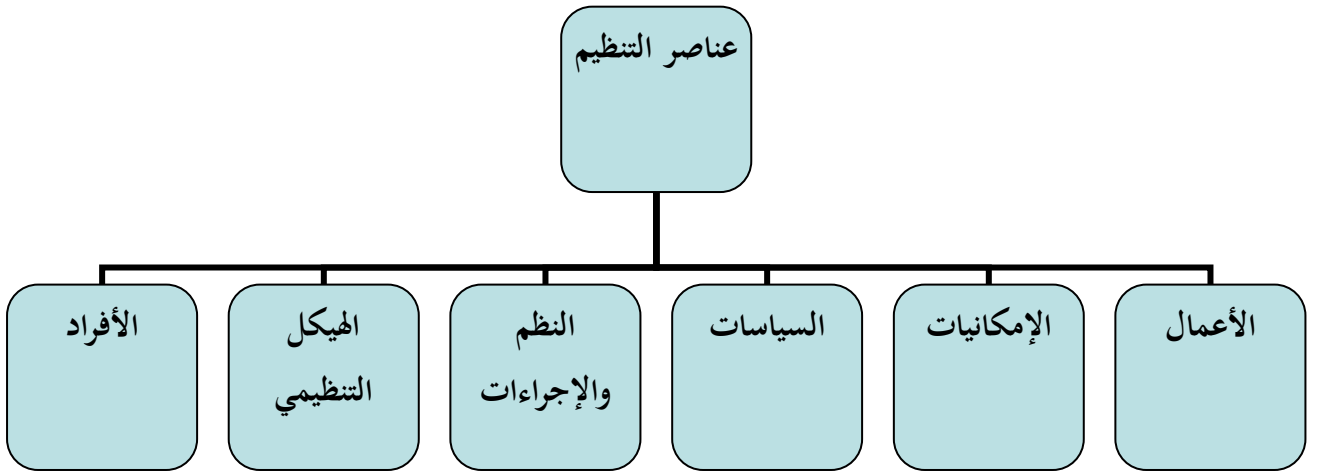 عناصر التنظيم
الأعمال
الإمكانيات
السياسات
النظم
والإجراءات
الهيكل
التنظيمي
الأفراد